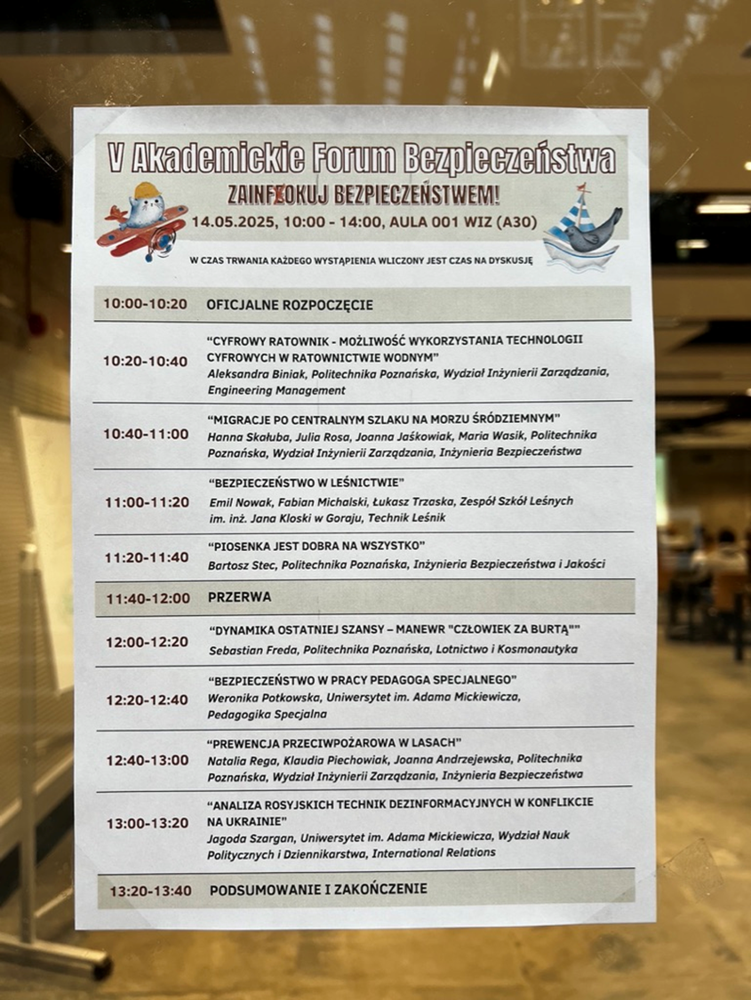 V Akademickie Forum Bezpieczeństwa
ZAINFXOKUJ BEZPIECZEŃSTWEM!
14.05.2025, 10:00 - 14:00, AULA 001 WIZ (A30)
W CZAS TRWANIA KAŻDEGO WYSTĄPIENIA WLICZONY JEST CZAS NA DYSKUSJĘ
10:00-10:20 OFICJALNE ROZPOCZĘCIE
“CYFROWY RATOWNIK - MOŻLIWOŚĆ WYKORZYSTANIA TECHNOLOGII
10:20-10:40 CYFROWYCH W RATOWNICTWIE WODNYM”
Aleksandra Biniak, Politechnika Poznańska, Wydział Inżynierii Zarządzania,
Engineering Management
“MIGRACJE PO CENTRALNYM SZLAKU NA MORZU ŚRÓDZIEMNYM”
10:40-11:00 Hanna Skałuba, Julia Rosa, Joanna Jaśkowiak, Maria Wasik, Politechnika
Poznańska, Wydział Inżynierii Zarządzania, Inżynieria Bezpieczeństwa
“BEZPIECZEŃSTWO W LEŚNICTWIE"
11:00-11:20 Emil Nowak, Fabian Michalski, Łukasz Trzaska, Zespół Szkół Leśnych
im. inż. Jana Kloski w Goraju, Technik Leśnik
“PIOSENKA JEST DOBRA NA WSZYSTKO”
11:20-11:40 Bartosz Stec, Politechnika Poznańska, Inżynieria Bezpieczeństwa i Jakości
11:40-12:00 PRZERWA
“DYNAMIKA OSTATNIEJ SZANSY – MANEWR "CZŁOWIEK ZA BURTĄ"”
12:00-12:20 Sebastian Freda, Politechnika Poznańska, Lotnictwo i Kosmonautyka
“BEZPIECZEŃSTWO W PRACY PEDAGOGA SPECJALNEGO”
12:20-12:40 Weronika Potkowska, Uniwersytet im. Adama Mickiewicza,
Pedagogika Specjalna
“PREWENCJA PRZECIWPOŻAROWA W LASACH”
12:40-13:00 Natalia Rega, Klaudia Piechowiak, Joanna Andrzejewska, Politechnika
Poznańska, Wydział Inżynierii Zarządzania, Inżynieria Bezpieczeństwa
“ANALIZA ROSYJSKICH TECHNIK DEZINFORMACYJNYCH W KONFLIKCIE
13:00-13:20 NA UKRAINIE”
Jagoda Szargan, Uniwersytet im. Adama Mickiewicza, Wydział Nauk
Politycznych i Dziennikarstwa, International Relations
13:20-13:40 PODSUMOWANIE I ZAKOŃCZENIE